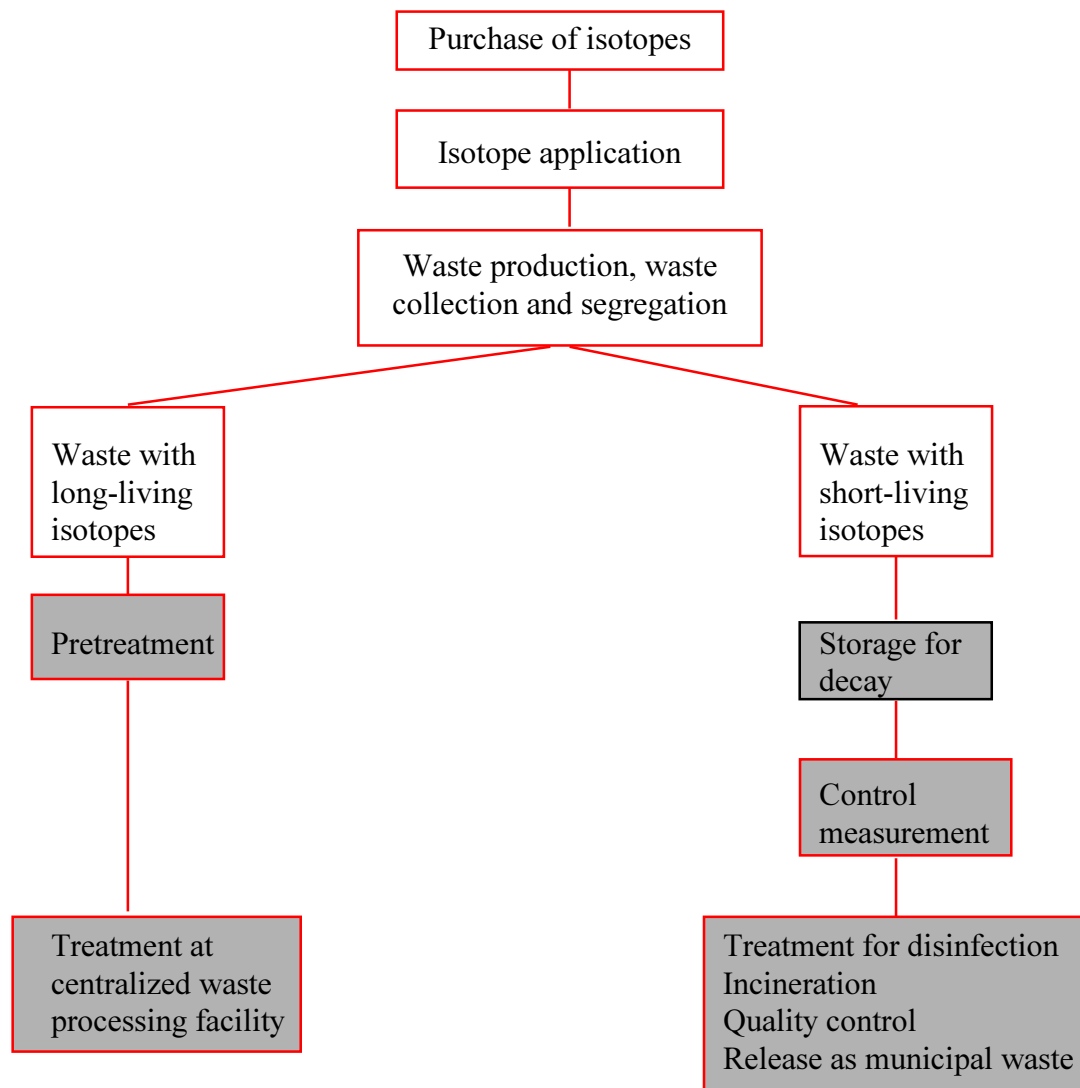 Purchase of isotopes
Isotope application
Waste production, waste
collection and segregation
Waste with
long-living
isotopes
Waste with
short-living
isotopes
Pretreatment
Storage for
decay
Control
measurement
Treatment at
centralized waste
processing facility
Treatment for disinfection
Incineration
Quality control
Release as municipal waste